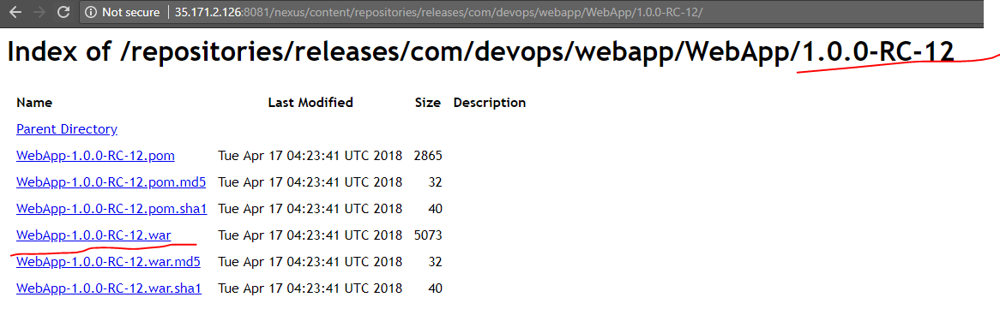 Not secure | 35.171.2.126:8081/nexus/content/repositories/releases/com/devops/webapp/WebApp/1.0.0-RC-12/
Index of /repositories/releases/com/devops/webapp/WebApp/1.0.0-RC-12
Name Last Modified Size Description
Parent Directory
WebApp-1.0.0-RC-12.pom Tue Apr 17 04:23:41 UTC 2018 2865
WebApp-1.0.0-RC-12.pom.md5 Tue Apr 17 04:23:41 UTC 2018 32
WebApp-1.0.0-RC-12.pom.sha1 Tue Apr 17 04:23:41 UTC 2018 40
WebApp-1.0.0-RC-12.war Tue Apr 17 04:23:41 UTC 2018 5073
WebApp-1.0.0-RC-12.war.md5 Tue Apr 17 04:23:41 UTC 2018 32
WebApp-1.0.0-RC-12.war.sha1 Tue Apr 17 04:23:41 UTC 2018 40